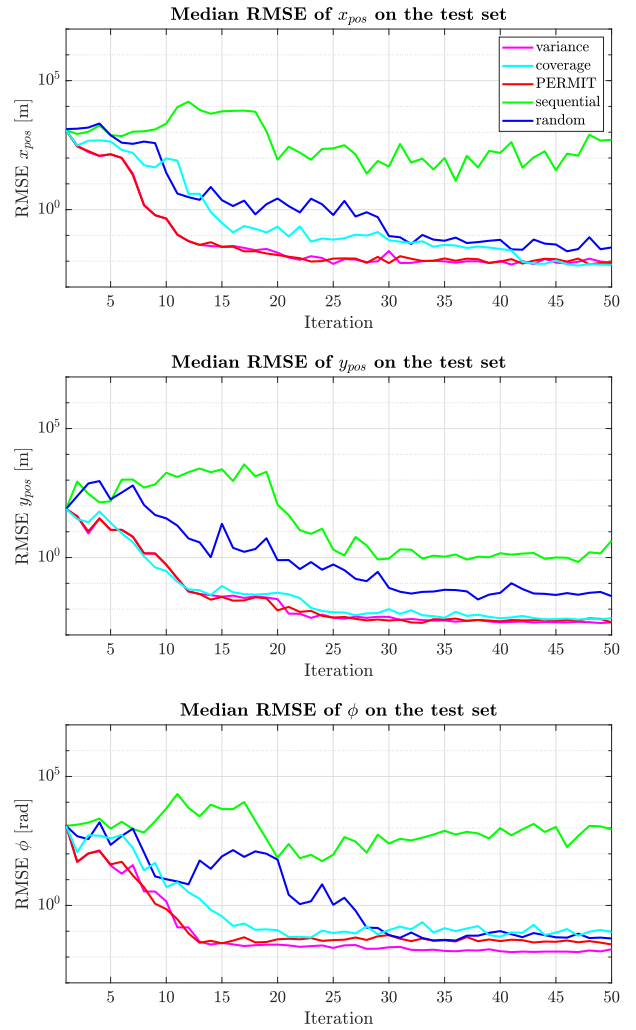 Median RMSE of x_pos on the test set
RMSE x_pos [m]
10^5
10^0
variance
coverage
PERMIT
sequential
random
5 10 15 20 25 30 35 40 45 50
Iteration
Median RMSE of y_pos on the test set
RMSE y_pos [m]
10^5
10^0
5 10 15 20 25 30 35 40 45 50
Iteration
Median RMSE of ϕ on the test set
RMSE ϕ [rad]
10^5
10^0
5 10 15 20 25 30 35 40 45 50
Iteration